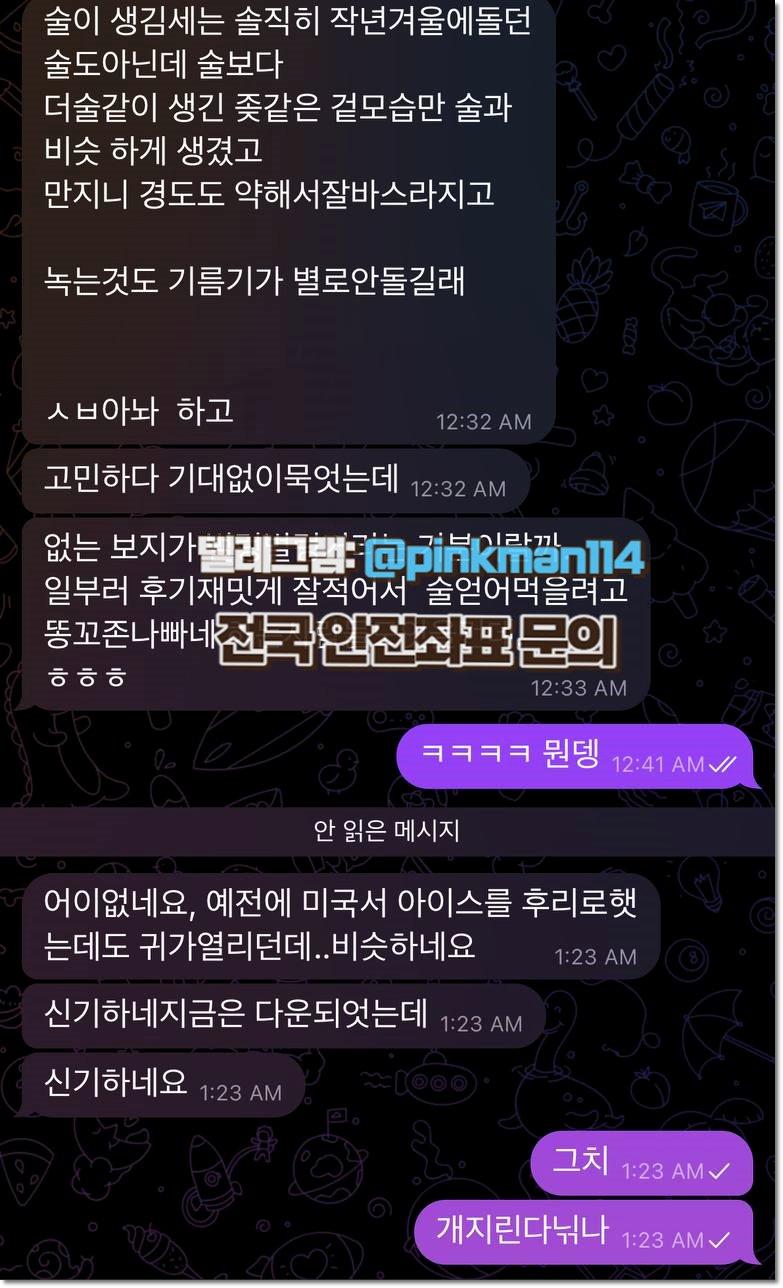 술이 생김세는 솔직히 작년겨울에돌던
술도아닌데 술보다
더술같이 생긴 좆같은 겉모습만 술과
비슷 하게 생겼고
만지니 경도도 약해서잘바스라지고
녹는것도 기름기가 별로안돌길래
ㅅㅂ아놔 하고
12:32 AM
고민하다 기대없이묵엇는데 12:32 AM
없는 보지가
텔레그램: @pinkman114
일부러 후기재밋게 잘적어서 술얻어먹을려고
똥꼬존나빠네
전국 안전좌표 문의
ㅎㅎㅎ
12:33 AM
ㅋㅋㅋㅋ 뭔뎅 12:41 AM
안 읽은 메시지
어이없네요, 예전에 미국서 아이스를 후리로햇
는데도 귀가열리던데..비슷하네요 1:23 AM
신기하네지금은 다운되엇는데 1:23 AM
신기하네요 1:23 AM
그치 1:23 AM
개지린다닊나 1:23 AM